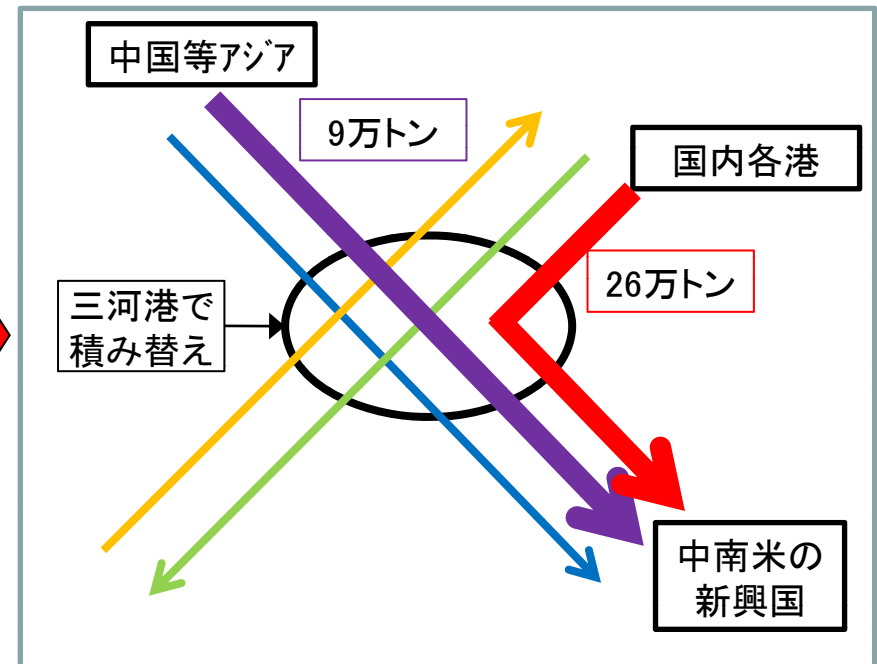 中国等ｱｼﾞｱ
9万トン
国内各港
26万トン
三河港で
積み替え
中南米の
新興国